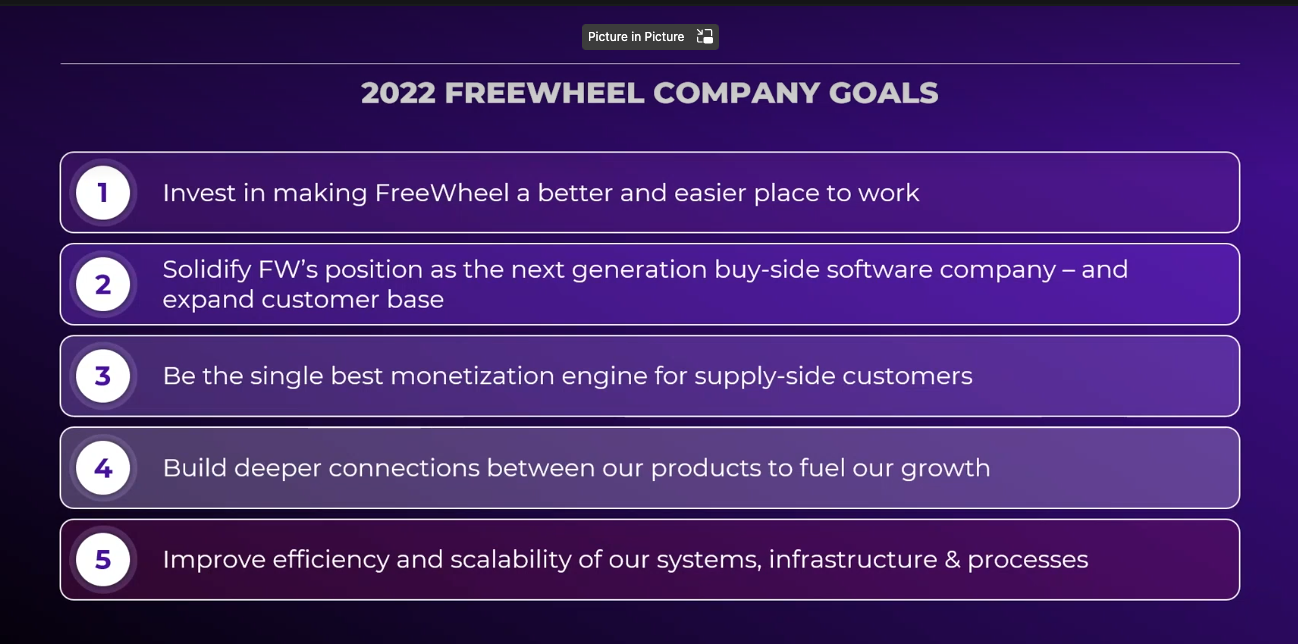 Picture in Picture
2022 FREEWHEEL COMPANY GOALS
1
Invest in making FreeWheel a better and easier place to work
2
Solidify FW’s position as the next generation buy-side software company – and
expand customer base
3
Be the single best monetization engine for supply-side customers
4
Build deeper connections between our products to fuel our growth
5
Improve efficiency and scalability of our systems, infrastructure & processes